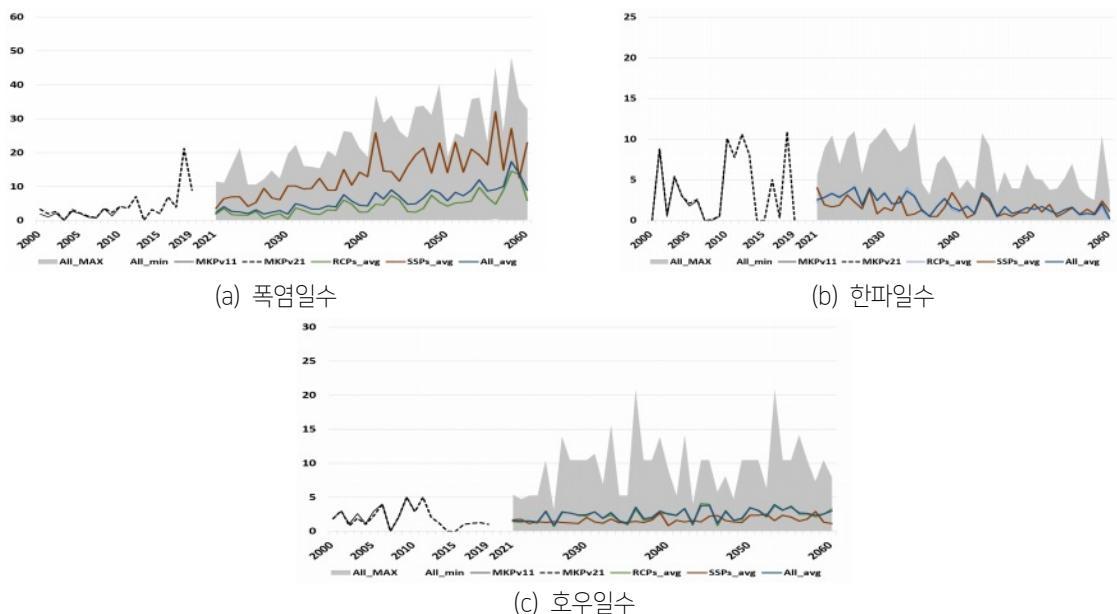 60
50
40
30
20
10
0
2000 2005 2010 2015 2019 2021 2030 2040 2050 2060
All_MAX All_min MKPv11 MKPv21 RCPs_avg SSPs_avg All_avg
(a) 폭염일수
25
20
15
10
5
0
2000 2005 2010 2015 2019 2021 2030 2040 2050 2060
All_MAX All_min MKPv11 MKPv21 RCPs_avg SSPs_avg All_avg
(b) 한파일수
30
25
20
15
10
5
0
2000 2005 2010 2015 2019 2021 2030 2040 2050 2060
All_MAX All_min MKPv11 MKPv21 RCPs_avg SSPs_avg All_avg
(c) 호우일수